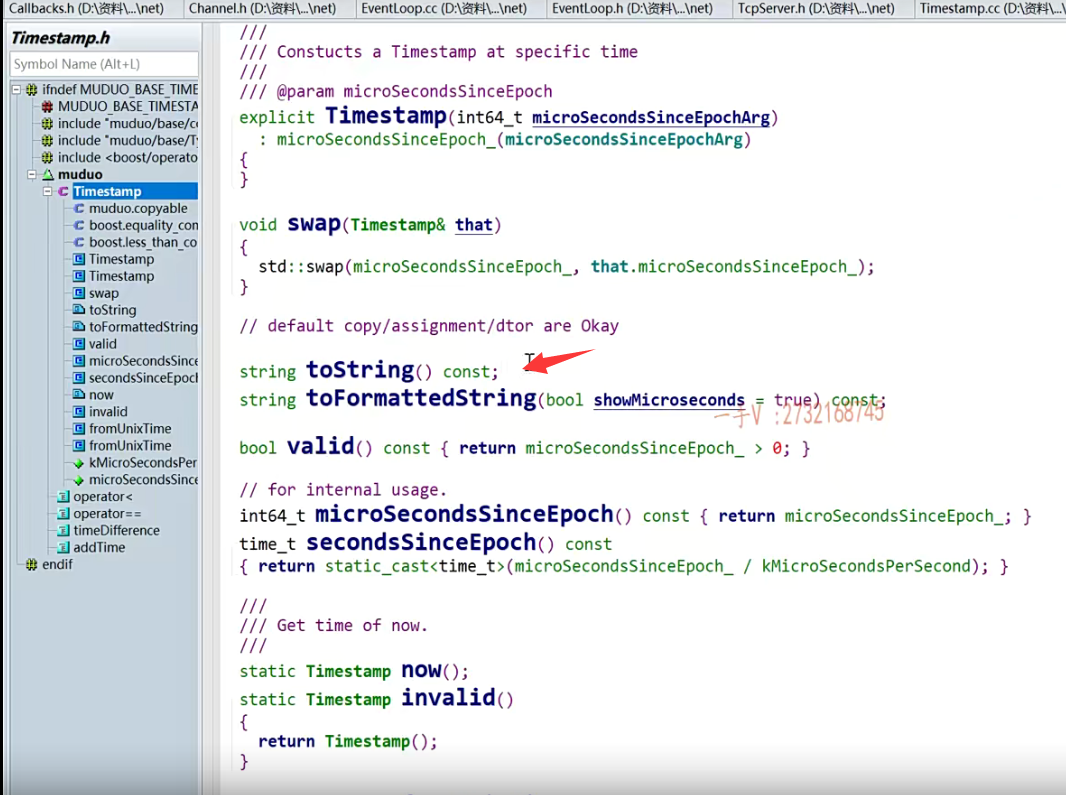 Callbacks.h (D:\资料\...\net) Channel.h (D:\资料\...\net) EventLoop.cc (D:\资料\...\net) EventLoop.h (D:\资料\...\net) TcpServer.h (D:\资料\...\net) Timestamp.cc (D:\资料\...\
Timestamp.h
Symbol Name (Alt+L)
ifndef MUDUO_BASE_TIME
MUDUO_BASE_TIMESTA
include "muduo/base/co
include "muduo/base/Ty
include <boost/operato
muduo
Timestamp
muduo.copyable
boost.equality_con
boost.less_than_co
Timestamp
Timestamp
swap
toString
toFormattedString
valid
microSecondsSince
secondsSinceEpoch
now
invalid
fromUnixTime
fromUnixTime
kMicroSecondsPer
microSecondsSince
operator<
operator==
timeDifference
addTime
endif
///
/// Constucts a Timestamp at specific time
///
/// @param microSecondsSinceEpoch
explicit Timestamp(int64_t microSecondsSinceEpochArg)
: microSecondsSinceEpoch_(microSecondsSinceEpochArg)
{
}
void swap(Timestamp& that)
{
std::swap(microSecondsSinceEpoch_, that.microSecondsSinceEpoch_);
}
// default copy/assignment/dtor are Okay
string toString() const;
string toFormattedString(bool showMicroseconds = true) const;
一手V :2732168745
bool valid() const { return microSecondsSinceEpoch_ > 0; }
// for internal usage.
int64_t microSecondsSinceEpoch() const { return microSecondsSinceEpoch_; }
time_t secondsSinceEpoch() const
{ return static_cast<time_t>(microSecondsSinceEpoch_ / kMicroSecondsPerSecond); }
///
/// Get time of now.
///
static Timestamp now();
static Timestamp invalid()
{
return Timestamp();
}